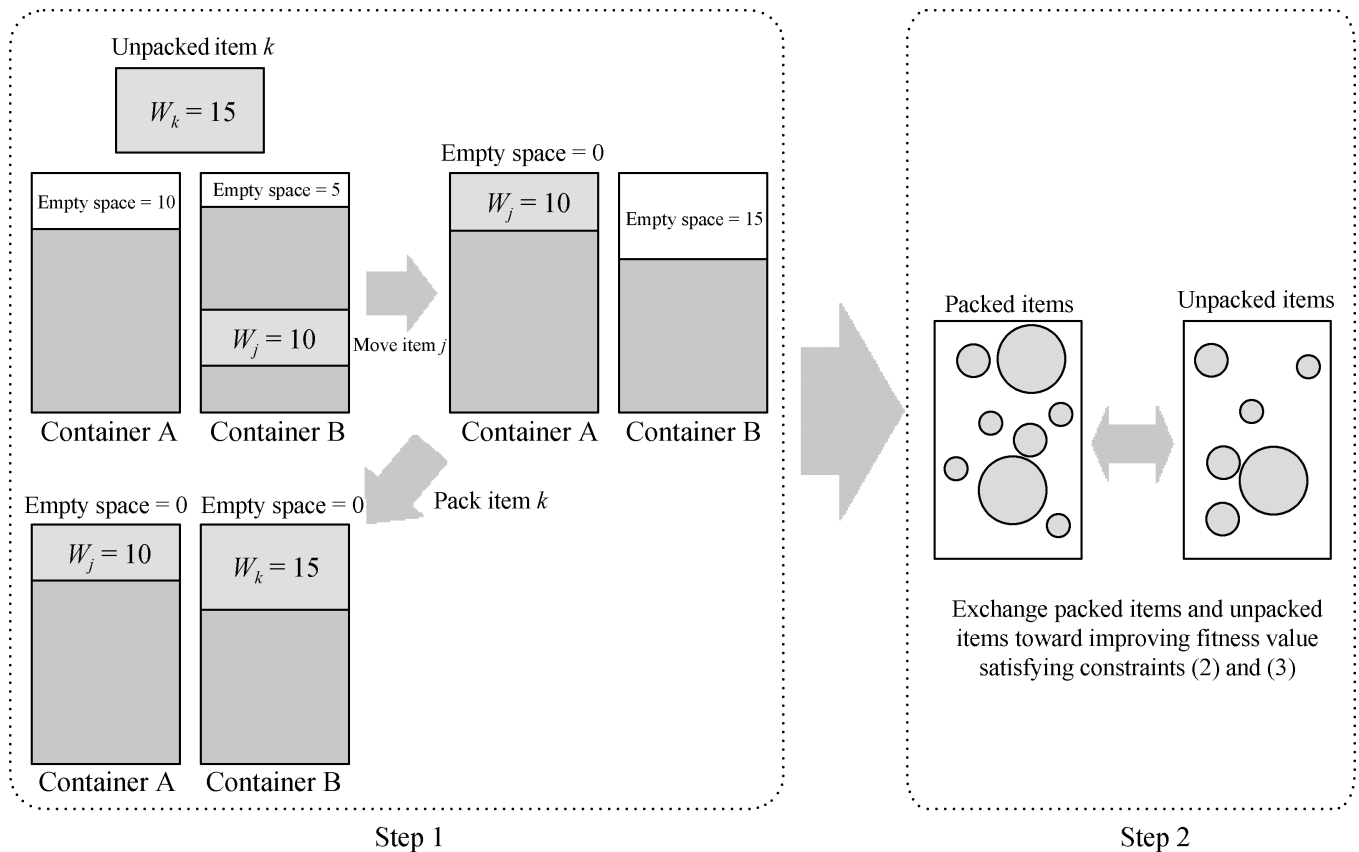 Unpacked item k
W_k = 15
Empty space = 10
Empty space = 5
W_j = 10
Container A
Container B
Move item j
Empty space = 0
W_j = 10
Empty space = 15
Container A
Container B
Pack item k
Empty space = 0
Empty space = 0
W_j = 10
W_k = 15
Container A
Container B
Step 1
Packed items
Unpacked items
Exchange packed items and unpacked
items toward improving fitness value
satisfying constraints (2) and (3)
Step 2